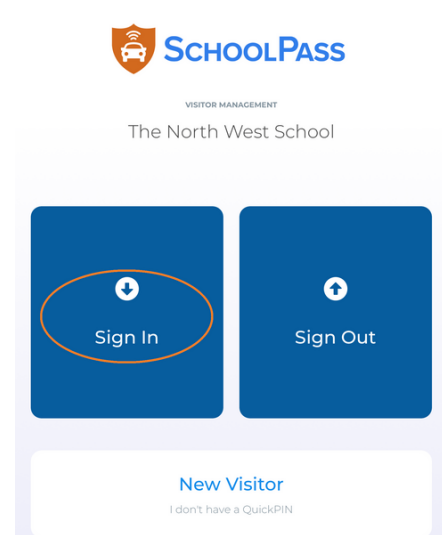 SCHOOLPASS
VISITOR MANAGEMENT
The North West School
Sign In
Sign Out
New Visitor
I don't have a QuickPIN